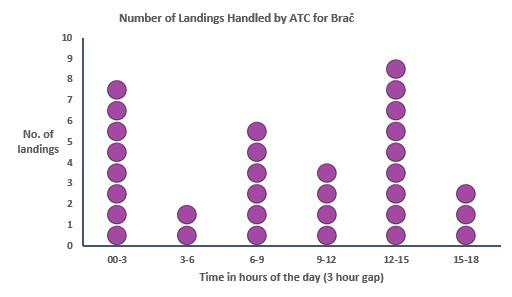 Number of Landings Handled by ATC for Brač
10
9
8
7
6
5
4
3
2
1
0
No. of
landings
00-3 3-6 6-9 9-12 12-15 15-18
Time in hours of the day (3 hour gap)